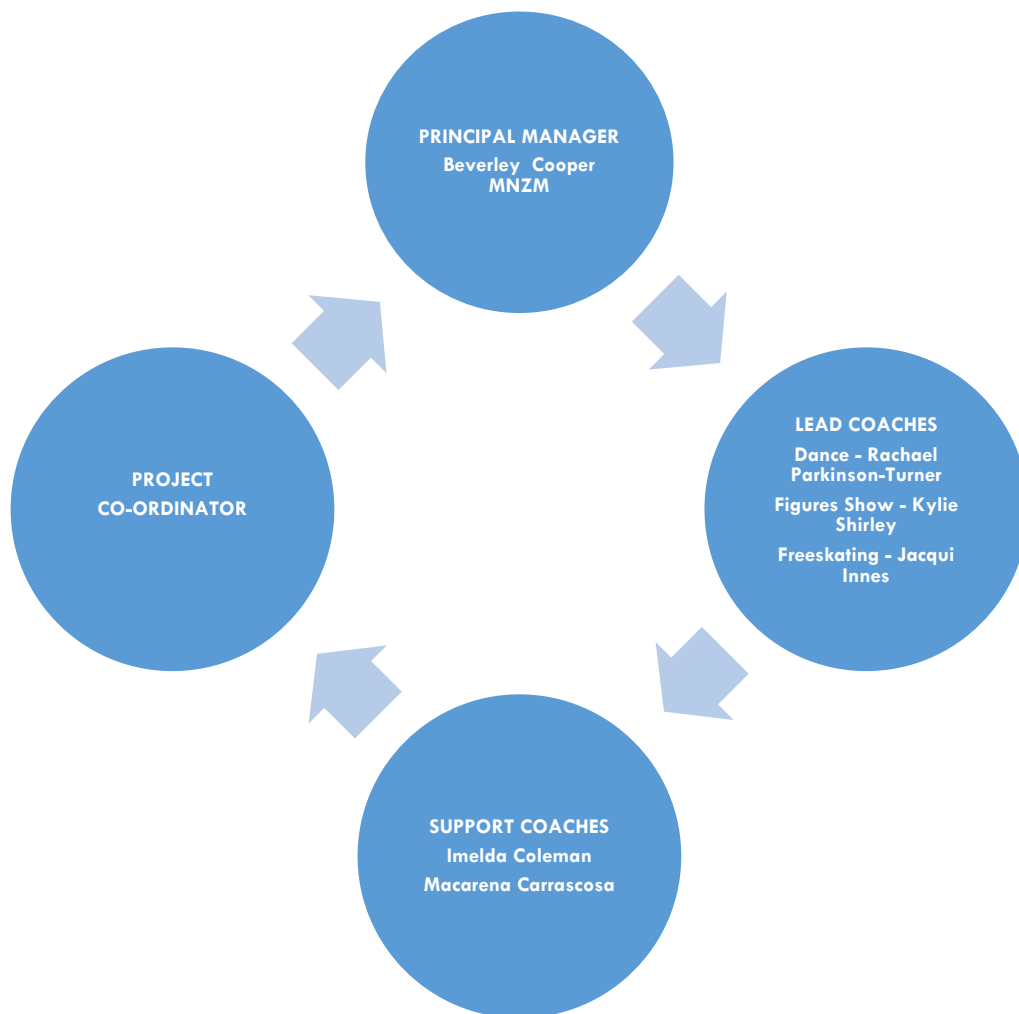 PRINCIPAL MANAGER
Beverley Cooper
MNZM
LEAD COACHES
Dance - Rachael
Parkinson-Turner
Figures Show - Kylie
Shirley
Freeskating - Jacqui
Innes
SUPPORT COACHES
Imelda Coleman
Macarena Carrascosa
PROJECT
CO-ORDINATOR